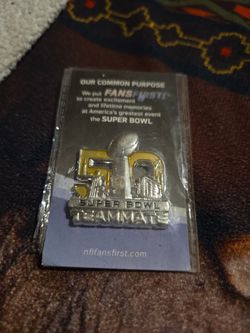 OUR COMMON PURPOSE
We put FANSFIRST!
to create excitement
and lifetime memories
at America's greatest event
the SUPER BOWL
50
SUPER BOWL
TEAMMATE
nflfansfirst.com